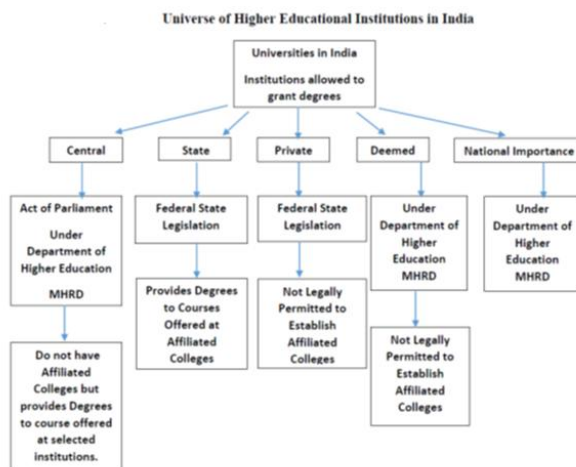 Universe of Higher Educational Institutions in India
Universities in India
Institutions allowed to
grant degrees
Central
State
Private
Deemed
National Importance
Act of Parliament
Under
Department of
Higher Education
MHRD
Federal State
Legislation
Federal State
Legislation
Under
Department of
Higher
Education
MHRD
Under
Department of
Higher
Education
MHRD
Do not have
Affiliated
Colleges but
provides Degrees
to course offered
at selected
institutions.
Provides Degrees
to Courses
Offered at
Affiliated
Colleges
Not Legally
Permitted to
Establish
Affiliated
Colleges
Not Legally
Permitted to
Establish
Affiliated
Colleges